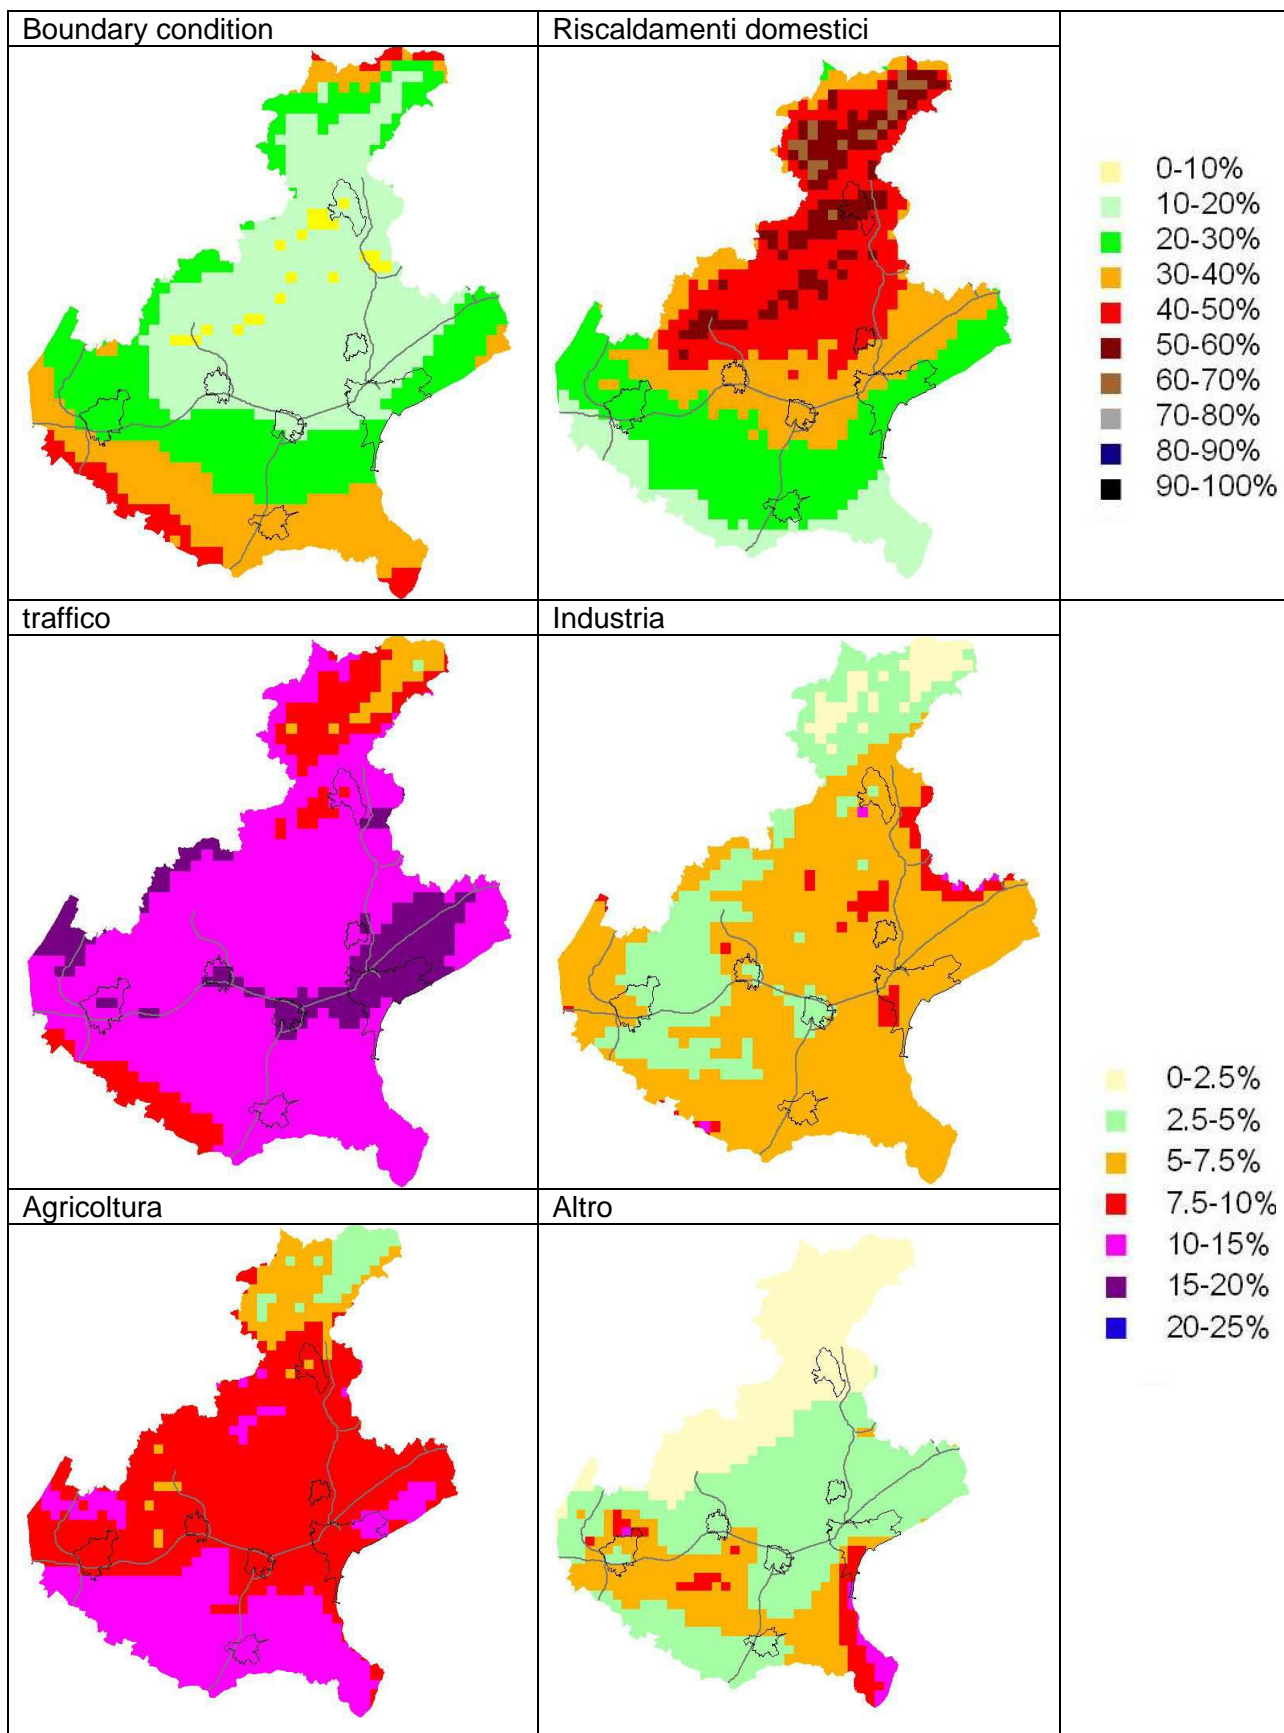 Boundary condition
Riscaldamenti domestici
0-10%
10-20%
20-30%
30-40%
40-50%
50-60%
60-70%
70-80%
80-90%
90-100%
traffico
Industria
Agricoltura
Altro
0-2.5%
2.5-5%
5-7.5%
7.5-10%
10-15%
15-20%
20-25%